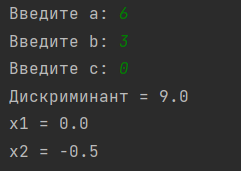 Введите a: 6
Введите b: 3
Введите c: 0
Дискриминант = 9.0
x1 = 0.0
x2 = -0.5